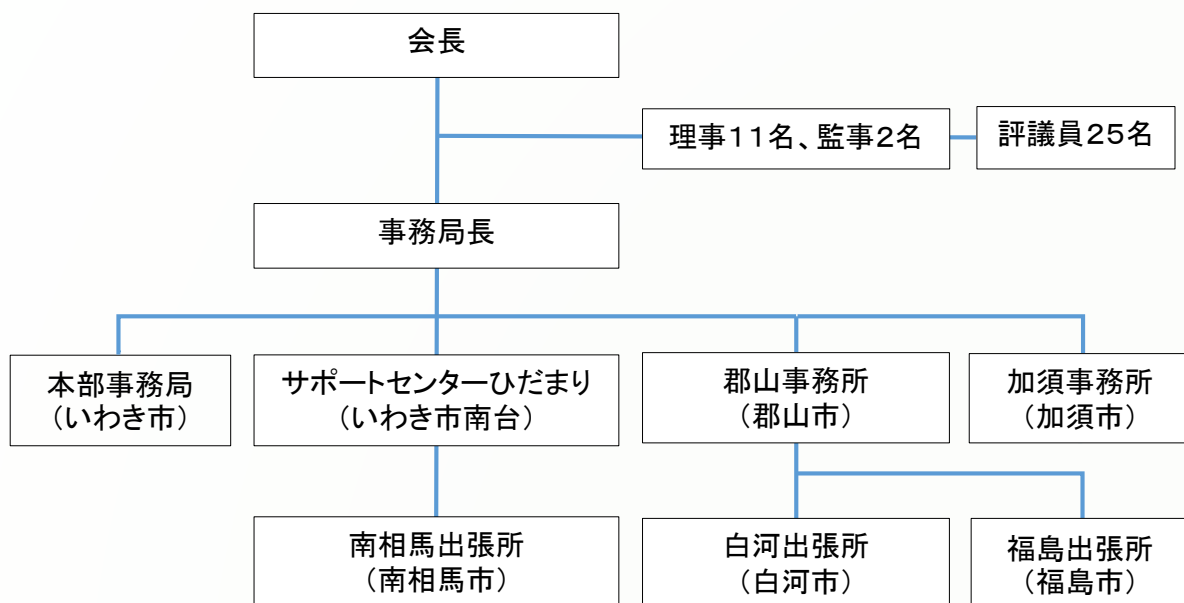 会長
理事11名、監事2名
評議員25名
事務局長
本部事務局
（いわき市）
サポートセンターひだまり
（いわき市南台）
郡山事務所
（郡山市）
加須事務所
（加須市）
南相馬出張所
（南相馬市）
白河出張所
（白河市）
福島出張所
（福島市）